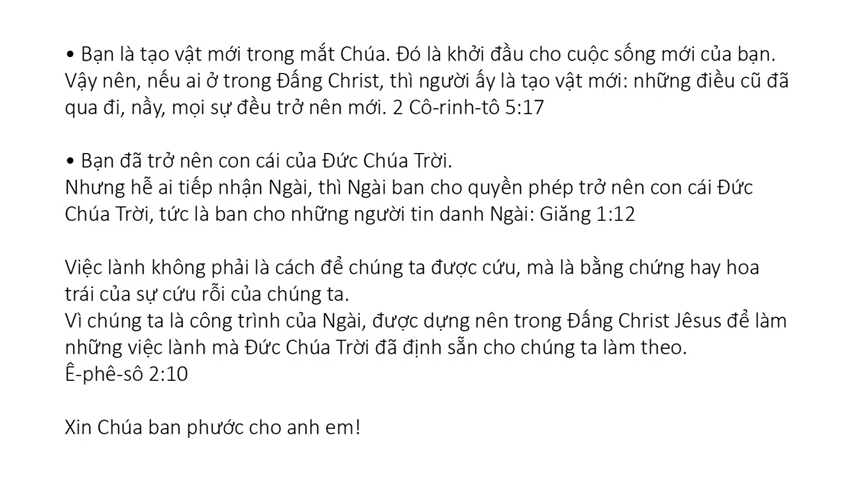 • Bạn là tạo vật mới trong mắt Chúa. Đó là khởi đầu cho cuộc sống mới của bạn.
Vậy nên, nếu ai ở trong Đấng Christ, thì người ấy là tạo vật mới: những điều cũ đã
qua đi, nầy, mọi sự đều trở nên mới. 2 Cô-rinh-tô 5:17
• Bạn đã trở nên con cái của Đức Chúa Trời.
Nhưng hễ ai tiếp nhận Ngài, thì Ngài ban cho quyền phép trở nên con cái Đức
Chúa Trời, tức là ban cho những người tin danh Ngài: Giăng 1:12
Việc lành không phải là cách để chúng ta được cứu, mà là bằng chứng hay hoa
trái của sự cứu rỗi của chúng ta.
Vì chúng ta là công trình của Ngài, được dựng nên trong Đấng Christ Jêsus để làm
những việc lành mà Đức Chúa Trời đã định sẵn cho chúng ta làm theo.
Ê-phê-sô 2:10
Xin Chúa ban phước cho anh em!